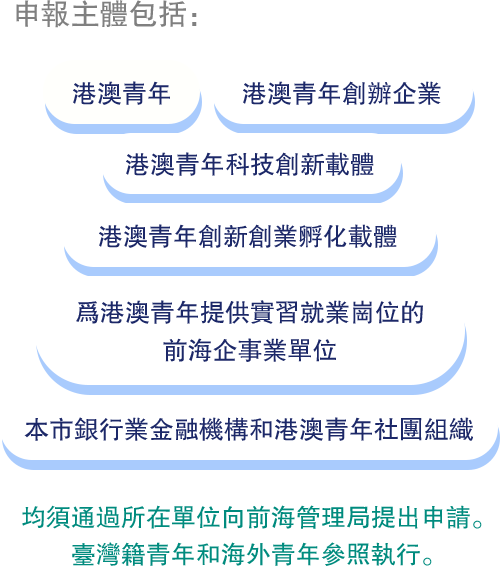 申報主體包括：
港澳青年 港澳青年創辦企業
港澳青年科技創新載體
港澳青年創新創業孵化載體
爲港澳青年提供實習就業崗位的
前海企事業單位
本市銀行業金融機構和港澳青年社團組織
均須通過所在單位向前海管理局提出申請。
臺灣籍青年和海外青年參照執行。